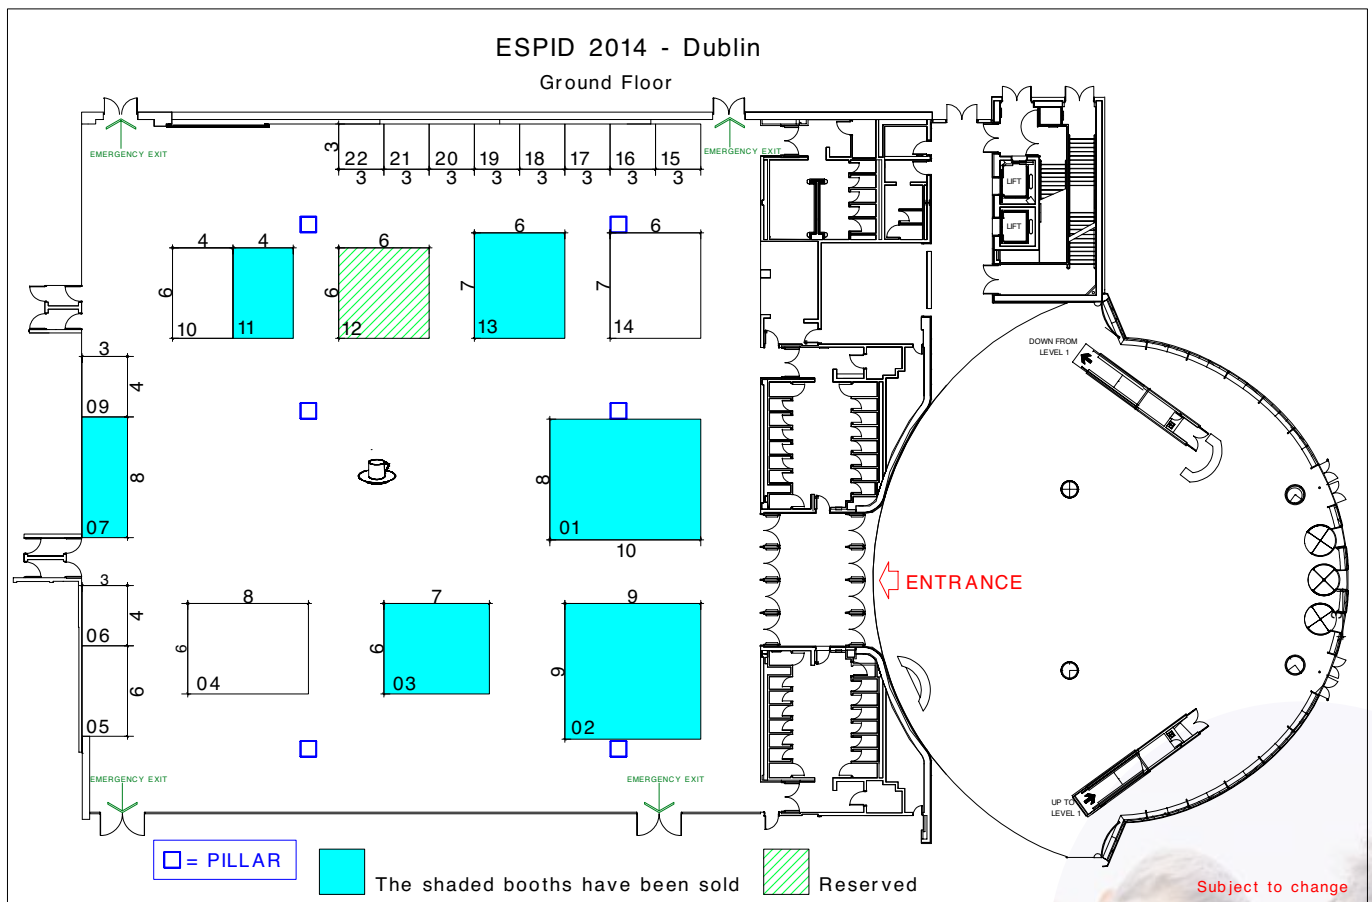 ESPID 2014 - Dublin
Ground Floor
EMERGENCY EXIT
EMERGENCY EXIT
3
22 21 20 19 18 17 16 15
3 3 3 3 3 3 3 3
LIFT
LIFT
4 4 6 6 6
6 6 7 7
10 11 12 13 14
3
4
09
8
07
DOWN FROM
LEVEL 1
8
01
10
ENTRANCE
3
4
06
6
05
8
6
04
7
6
03
9
9
02
EMERGENCY EXIT
EMERGENCY EXIT
UP TO
LEVEL 1
= PILLAR
The shaded booths have been sold
Reserved
Subject to change